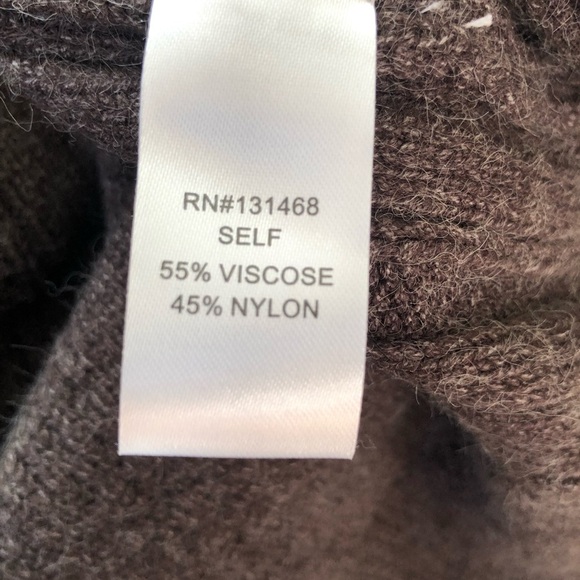 RN#131468
SELF
55% VISCOSE
45% NYLON